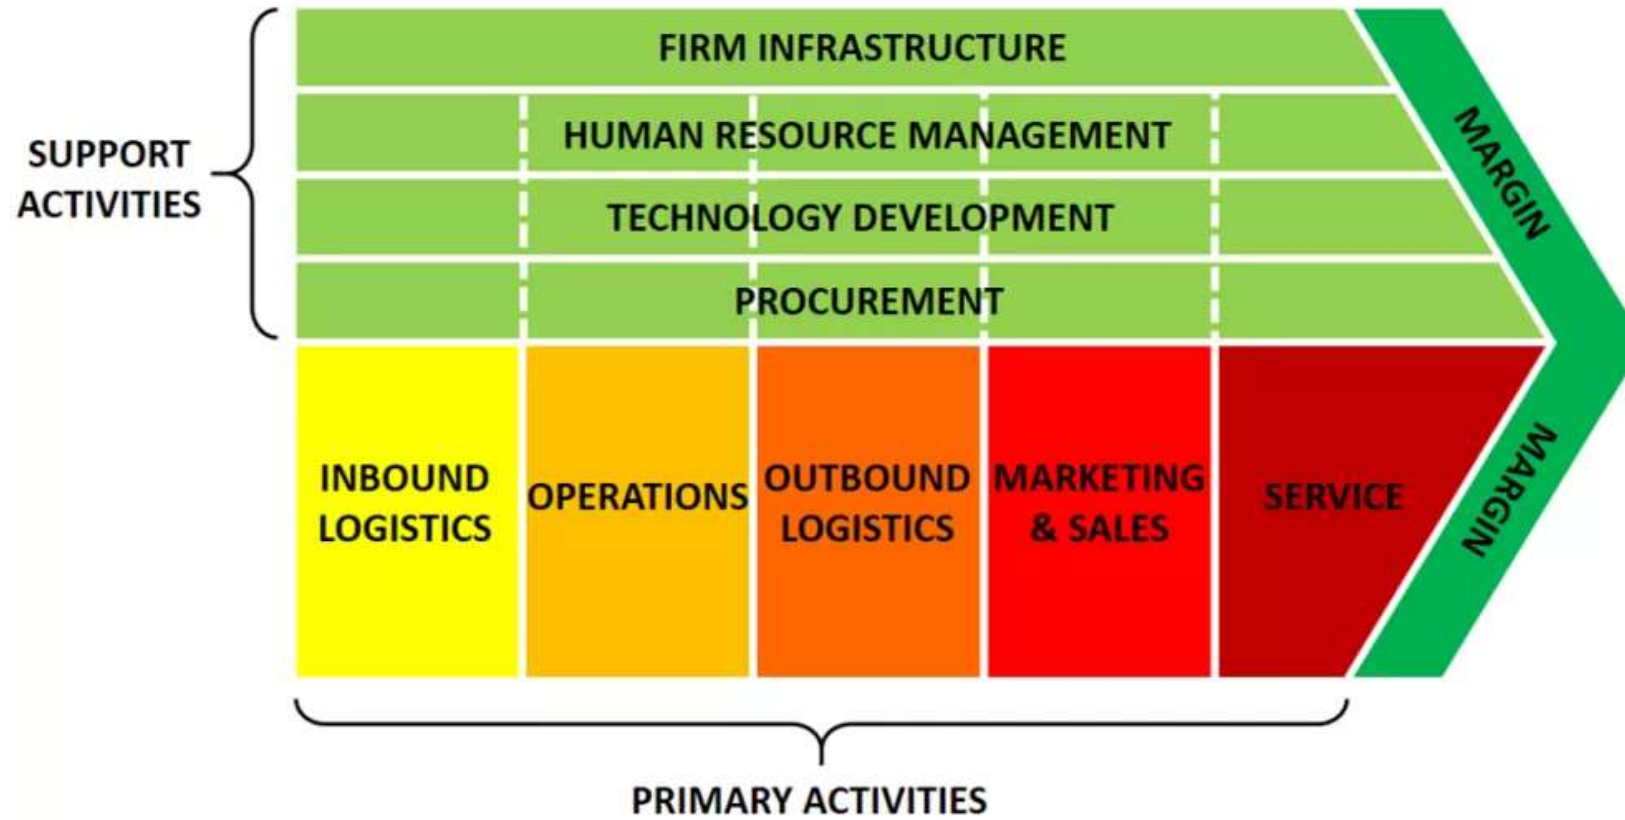 FIRM INFRASTRUCTURE
HUMAN RESOURCE MANAGEMENT
TECHNOLOGY DEVELOPMENT
PROCUREMENT
SUPPORT
ACTIVITIES
MARGIN
INBOUND
LOGISTICS
OPERATIONS
OUTBOUND
LOGISTICS
MARKETING
& SALES
SERVICE
MARGIN
PRIMARY ACTIVITIES